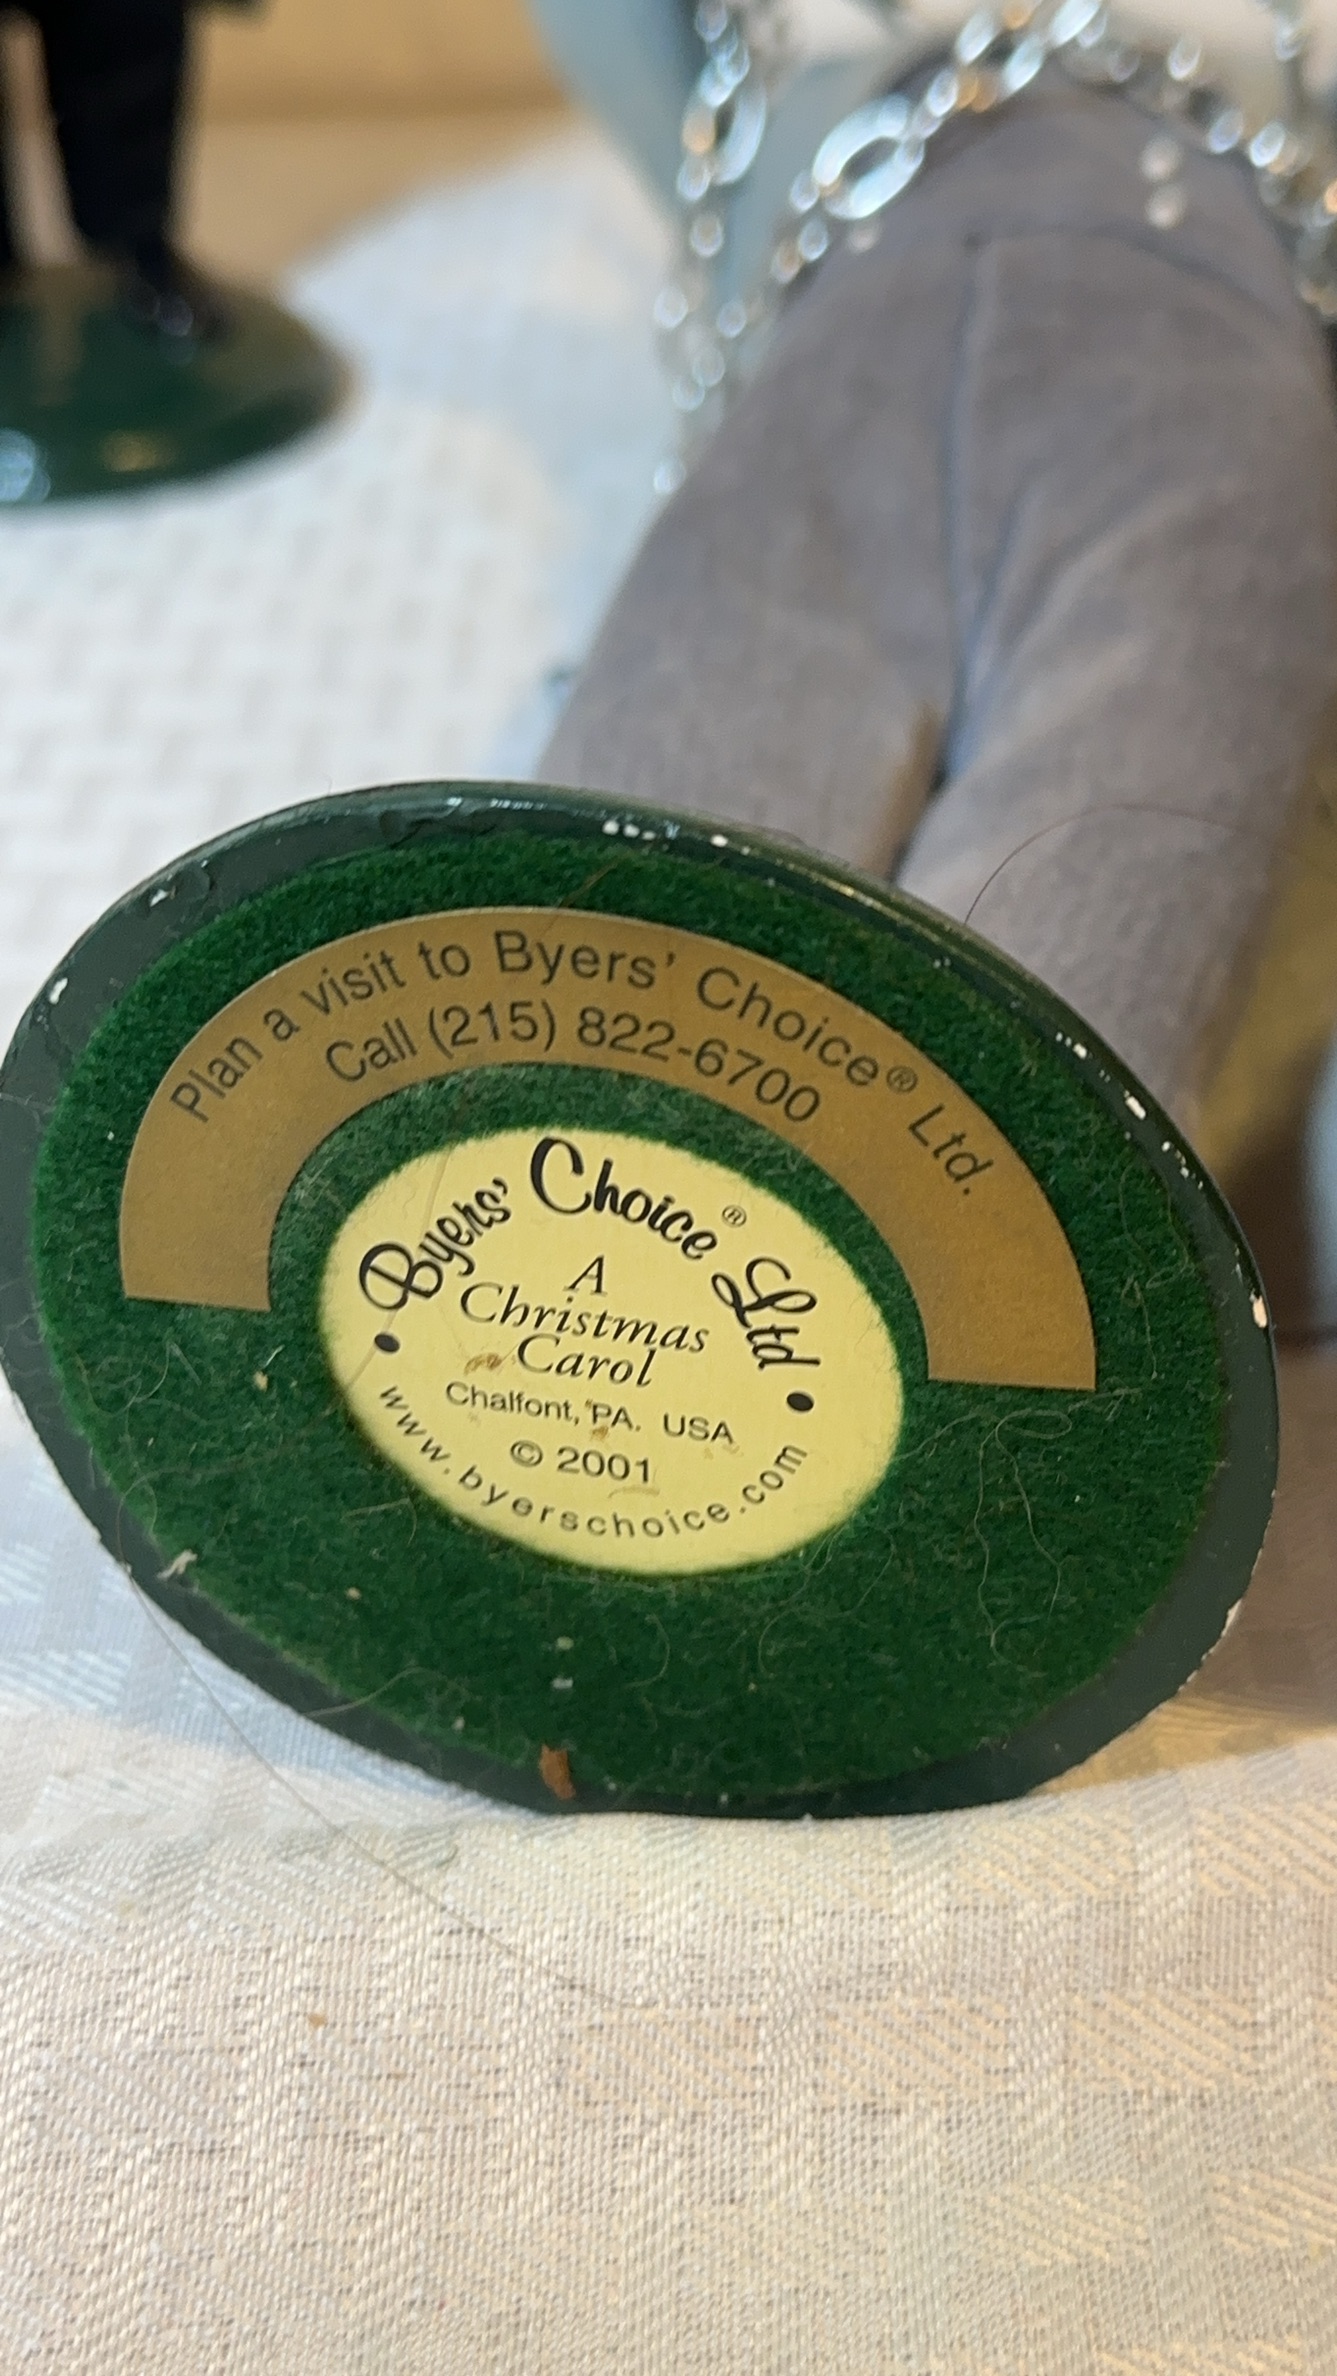 Plan a visit to Byers' Choice® Ltd.
Call (215) 822-6700
Byers' Choice® Ltd
A
Christmas
Carol
Chalfont, PA. USA
© 2001
www.byerschoice.com